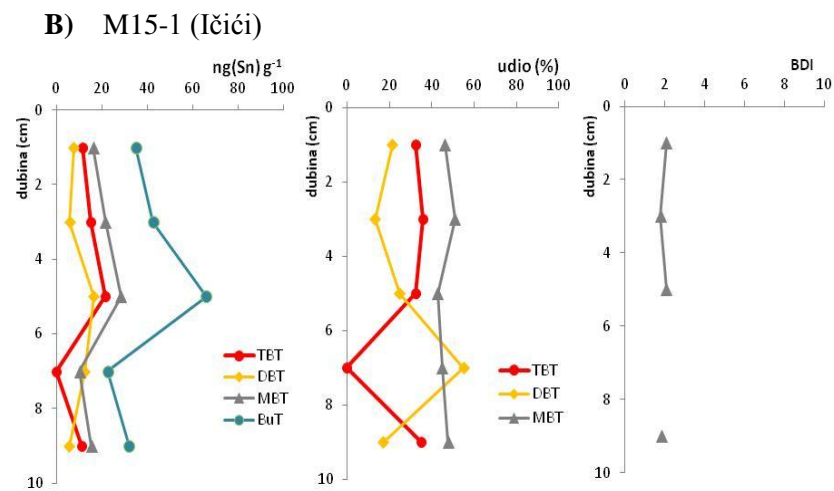 B) M15-1 (Ičići)
ng(Sn) g⁻¹
0 20 40 60 80 100
dubina (cm)
0
2
4
6
8
10
TBT
DBT
MBT
BuT
udio (%)
0 20 40 60 80 100
dubina (cm)
0
2
4
6
8
10
TBT
DBT
MBT
BDI
0 2 4 6 8 10
dubina (cm)
0
2
4
6
8
10